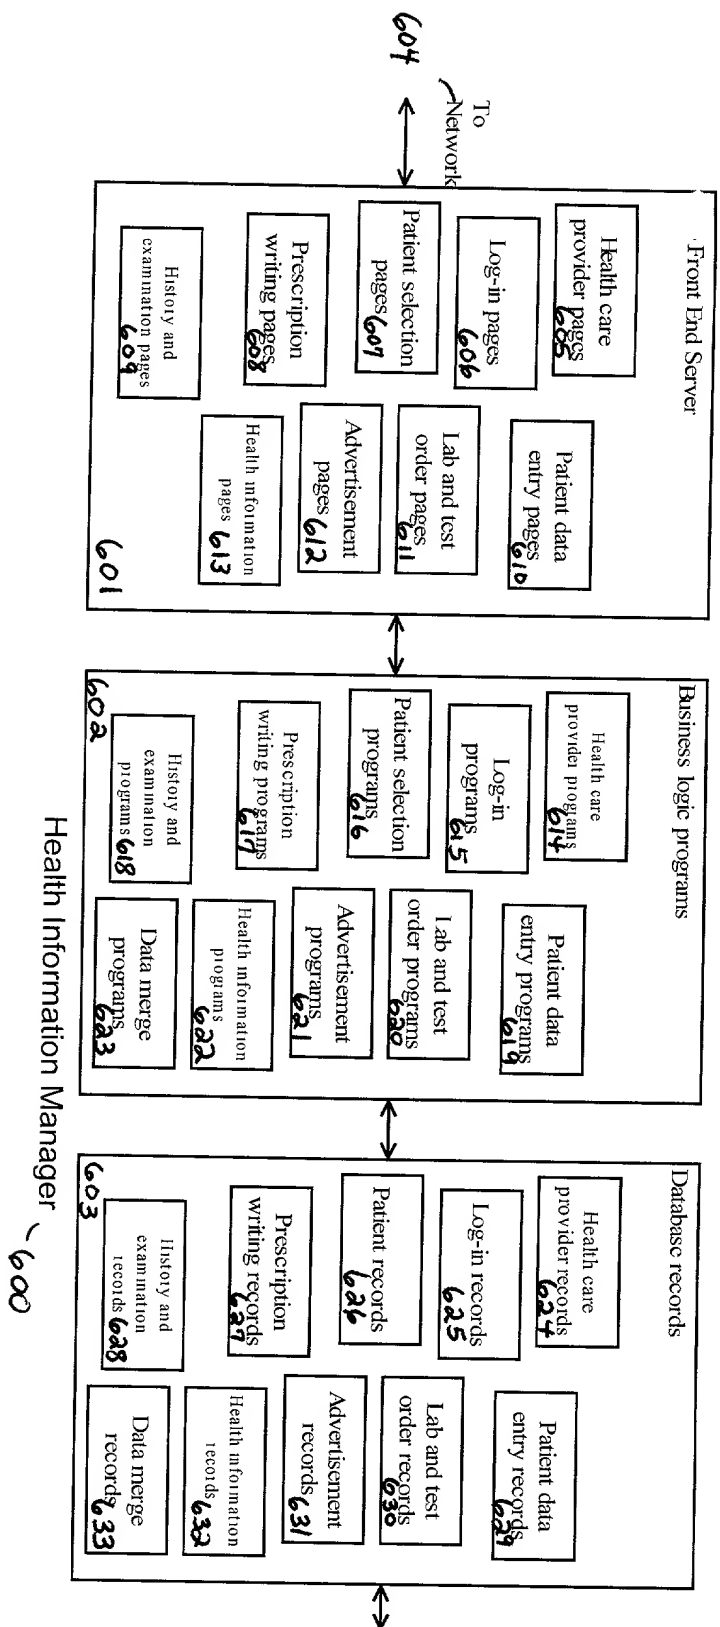 604
To
Network
Front End Server
Health care
provider pages
605
Log-in pages
606
Patient selection
pages 607
Prescription
writing pages
608
History and
examination pages
609
Patient data
entry pages
610
Lab and test
order pages
611
Advertisement
pages 612
Health information
pages 613
601
Business logic programs
Health care
provider programs
614
Log-in
programs
615
Patient selection
programs
616
Prescription
writing programs
617
History and
examination
programs 618
Patient data
entry programs
619
Lab and test
order programs
620
Advertisement
programs
621
Health information
programs
622
Data merge
programs
623
602
Database records
Health care
provider records
624
Log-in records
625
Patient records
626
Prescription
writing records
627
History and
examination
records 628
Patient data
entry records
629
Lab and test
order records
630
Advertisement
records 631
Health information
records 632
Data merge
records 633
603
Health Information Manager
600